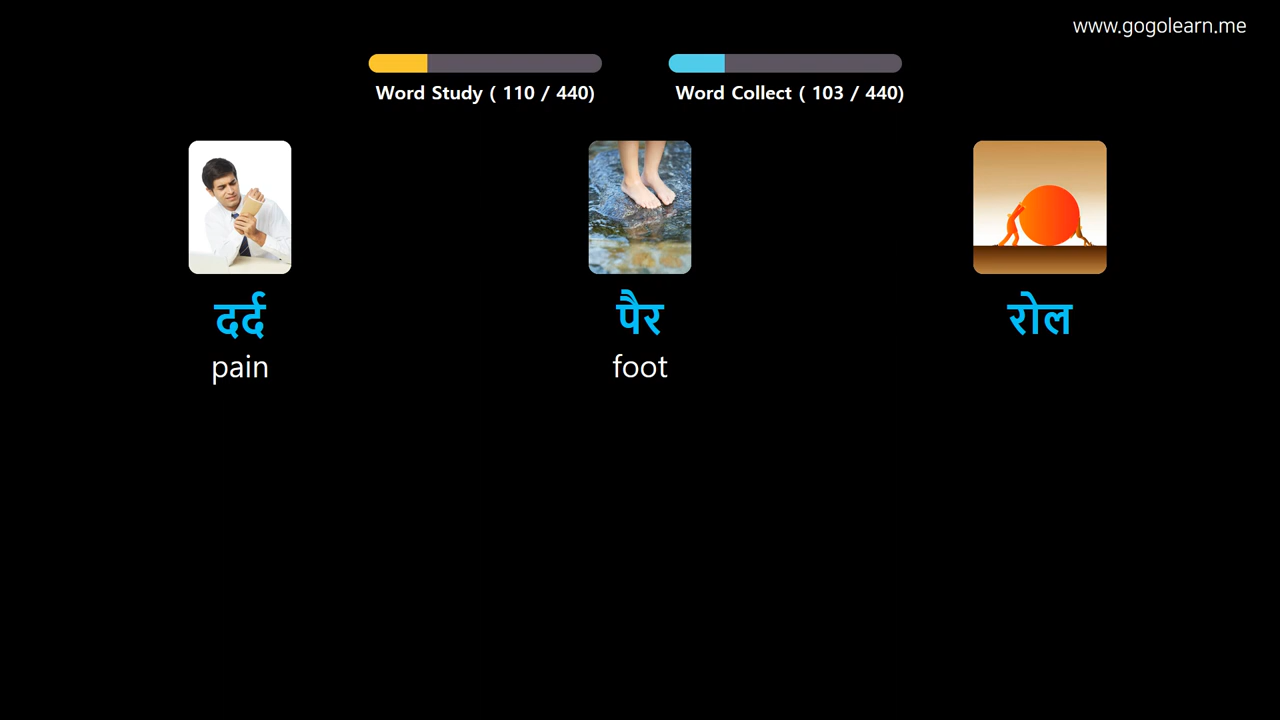 www.gogolearn.me
Word Study ( 110 / 440)
Word Collect ( 103 / 440)
दर्द
pain
पैर
foot
रोल